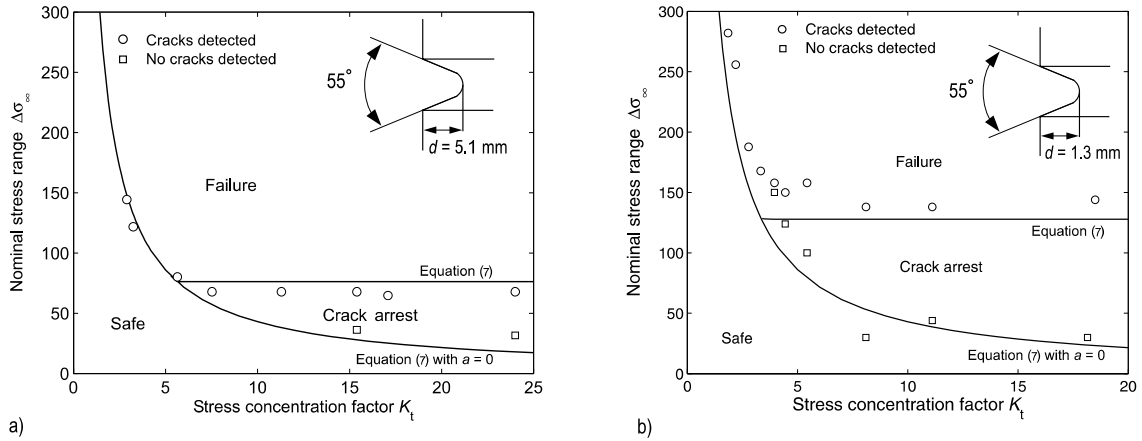 Nominal stress range Δσ∞
300
250
200
150
100
50
0
Cracks detected
No cracks detected
55°
d = 5.1 mm
Failure
Equation (7)
Crack arrest
Safe
Equation (7) with a = 0
0 5 10 15 20 25
Stress concentration factor Kt
a)
Nominal stress range Δσ∞
300
250
200
150
100
50
0
Cracks detected
No cracks detected
55°
d = 1.3 mm
Failure
Equation (7)
Crack arrest
Safe
Equation (7) with a = 0
0 5 10 15 20
Stress concentration factor Kt
b)